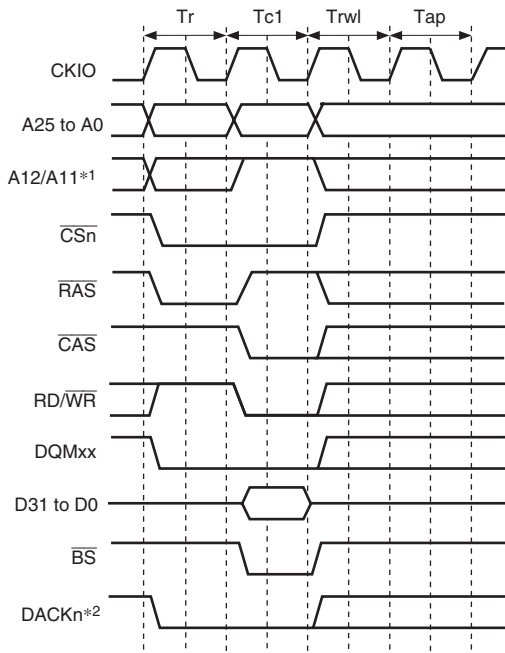 Tr Tc1 Trwl Tap
CKIO
A25 to A0
A12/A11*1
CSn
RAS
CAS
RD/WR
DQMxx
D31 to D0
BS
DACKn*2